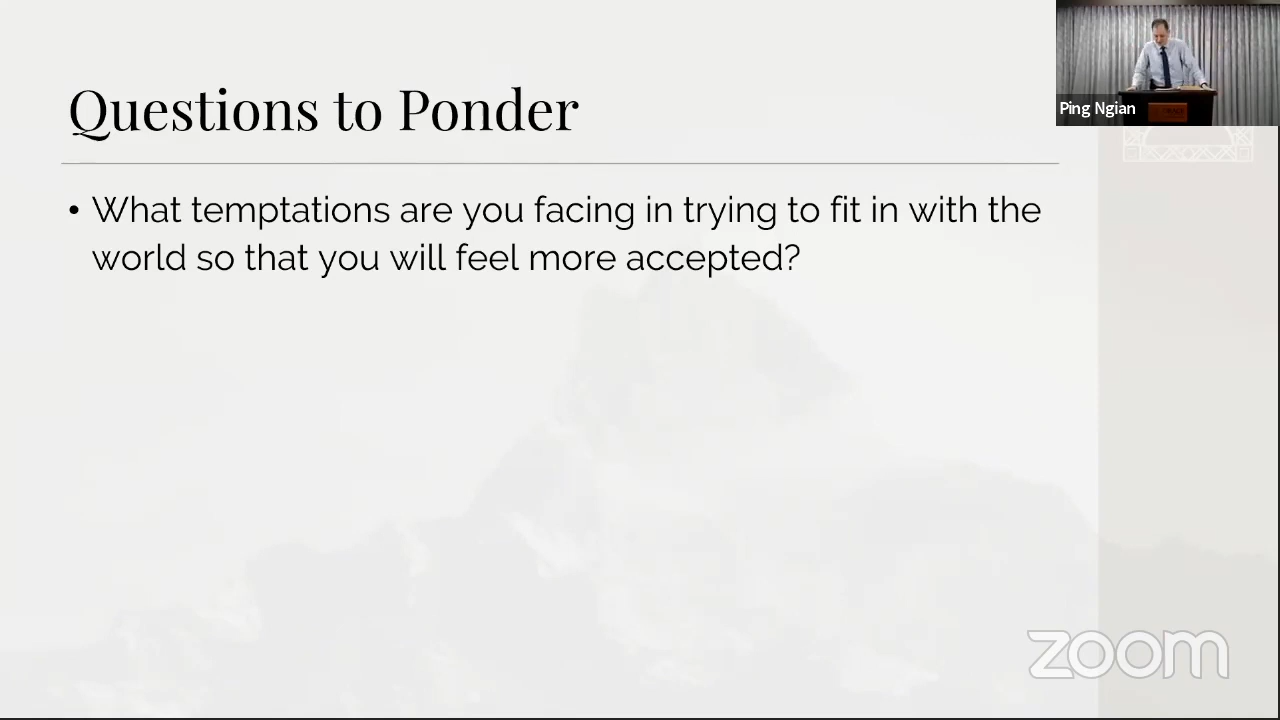 Questions to Ponder
• What temptations are you facing in trying to fit in with the
world so that you will feel more accepted?
Ping Ngian
zoom